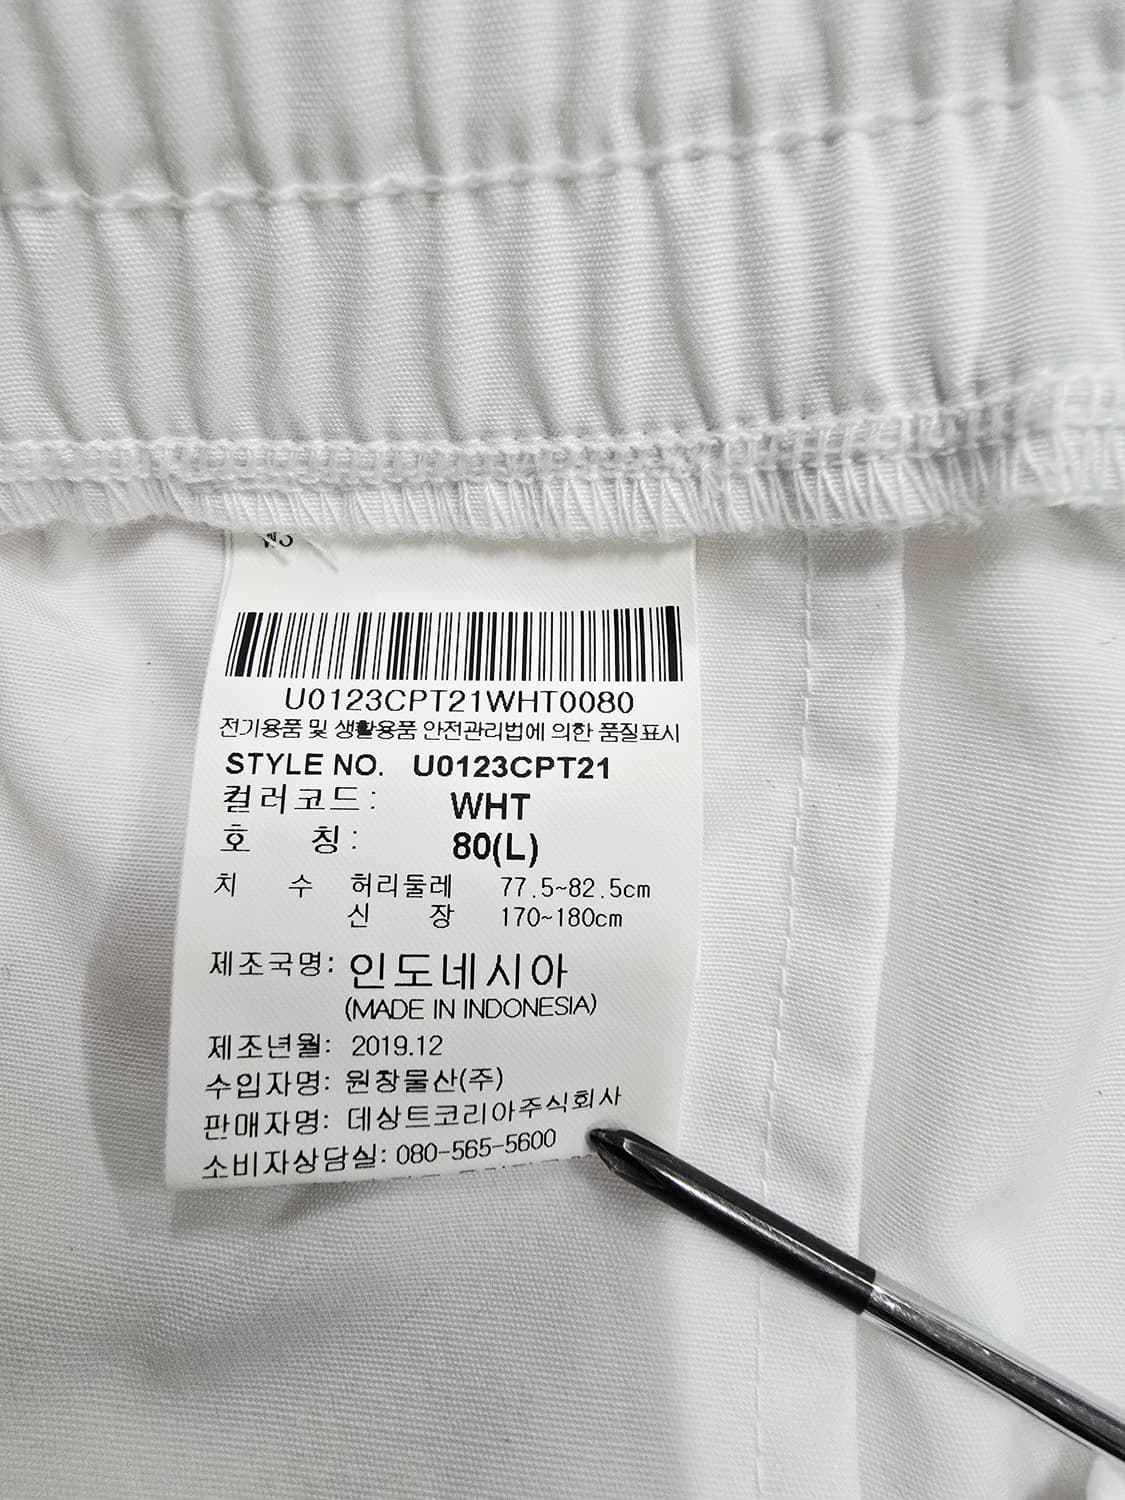 U0123CPT21WHT0080
전기용품 및 생활용품 안전관리법에 의한 품질표시
STYLE NO. U0123CPT21
컬러코드: WHT
호 칭: 80(L)
치 수 허리둘레 77.5~82.5cm
신 장 170~180cm
제조국명: 인도네시아
(MADE IN INDONESIA)
제조년월: 2019.12
수입자명: 원창물산(주)
판매자명: 데상트코리아주식회사
소비자상담실: 080-565-5600